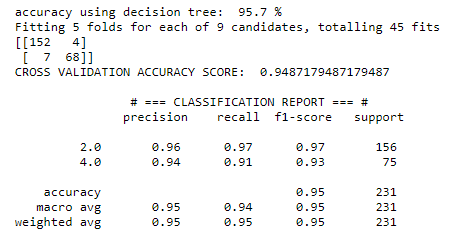 accuracy using decision tree:  95.7 %
Fitting 5 folds for each of 9 candidates, totalling 45 fits
[[152   4]
 [  7  68]]
CROSS VALIDATION ACCURACY SCORE:  0.9487179487179487
# === CLASSIFICATION REPORT === #
precision    recall  f1-score   support
2.0       0.96      0.97      0.97       156
4.0       0.94      0.91      0.93        75
accuracy                           0.95       231
macro avg       0.95      0.94      0.95       231
weighted avg       0.95      0.95      0.95       231